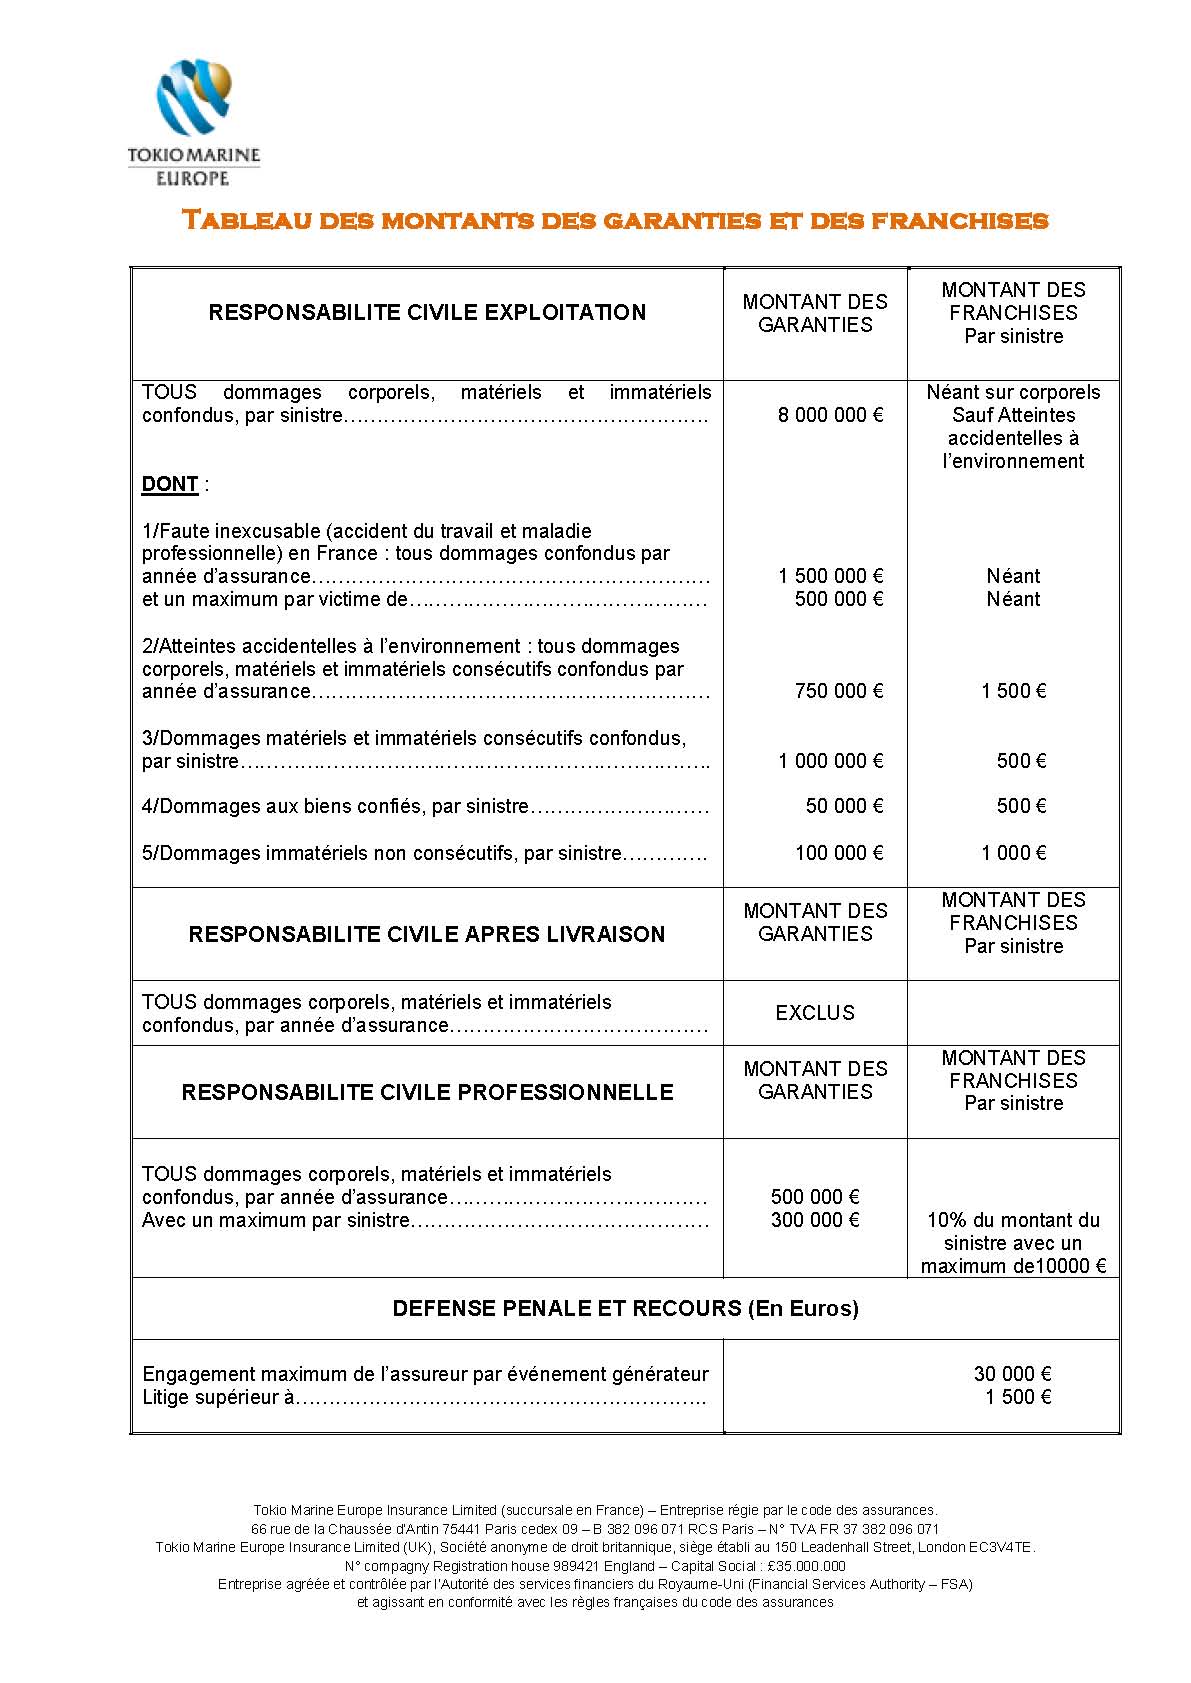 TOKIO MARINE
EUROPE
TABLEAU DES MONTANTS DES GARANTIES ET DES FRANCHISES
RESPONSABILITE CIVILE EXPLOITATION
MONTANT DES
GARANTIES
MONTANT DES
FRANCHISES
Par sinistre
TOUS dommages corporels, matériels et immatériels
confondus, par sinistre……………………………………………….
8 000 000 €
Néant sur corporels
Sauf Atteintes
accidentelles à
l’environnement
DONT :
1/Faute inexcusable (accident du travail et maladie
professionnelle) en France : tous dommages confondus par
année d’assurance……………………………………………………
1 500 000 €
Néant
et un maximum par victime de………………………………………
500 000 €
Néant
2/Atteintes accidentelles à l’environnement : tous dommages
corporels, matériels et immatériels consécutifs confondus par
année d’assurance……………………………………………………
750 000 €
1 500 €
3/Dommages matériels et immatériels consécutifs confondus,
par sinistre…………………………………………………………….
1 000 000 €
500 €
4/Dommages aux biens confiés, par sinistre………………………
50 000 €
500 €
5/Dommages immatériels non consécutifs, par sinistre………….
100 000 €
1 000 €
RESPONSABILITE CIVILE APRES LIVRAISON
MONTANT DES
GARANTIES
MONTANT DES
FRANCHISES
Par sinistre
TOUS dommages corporels, matériels et immatériels
confondus, par année d’assurance…………………………………
EXCLUS
RESPONSABILITE CIVILE PROFESSIONNELLE
MONTANT DES
GARANTIES
MONTANT DES
FRANCHISES
Par sinistre
TOUS dommages corporels, matériels et immatériels
confondus, par année d’assurance…………………………………
500 000 €
Avec un maximum par sinistre………………………………………
300 000 €
10% du montant du
sinistre avec un
maximum de10000 €
DEFENSE PENALE ET RECOURS (En Euros)
Engagement maximum de l’assureur par événement générateur
30 000 €
Litige supérieur à……………………………………………………..
1 500 €
Tokio Marine Europe Insurance Limited (succursale en France) – Entreprise régie par le code des assurances.
66 rue de la Chaussée d’Antin 75441 Paris cedex 09 – B 382 096 071 RCS Paris – N° TVA FR 37 382 096 071
Tokio Marine Europe Insurance Limited (UK), Société anonyme de droit britannique, siège établi au 150 Leadenhall Street, London EC3V4TE.
N° compagny Registration house 989421 England – Capital Social : £35.000.000
Entreprise agréée et contrôlée par l’Autorité des services financiers du Royaume-Uni (Financial Services Authority – FSA)
et agissant en conformité avec les règles françaises du code des assurances